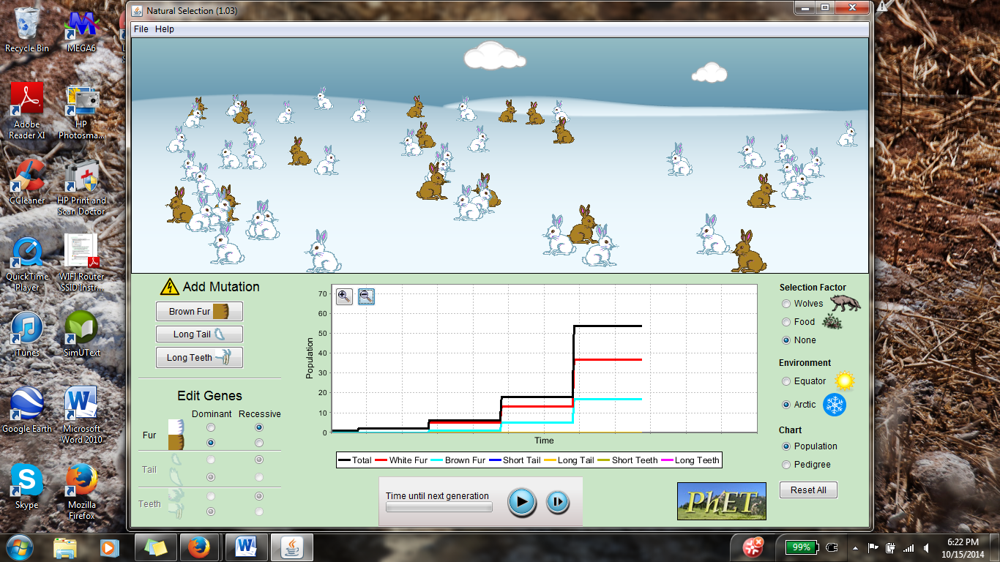 Natural Selection (1.03)
File Help
Recycle Bin
MEGA6
Adobe
Reader XI
HP
Photosma...
CCleaner
HP Print and
Scan Doctor
QuickTime
Player
WIFI Router
SSID Instr...
iTunes
SimUText
Google Earth
Microsoft
Word 2010
Skype
Mozilla
Firefox
Add Mutation
Brown Fur
Long Tail
Long Teeth
Edit Genes
Dominant Recessive
Fur
Tail
Teeth
70
60
50
40
30
20
10
0
Population
Time
Total White Fur Brown Fur Short Tail Long Tail Short Teeth Long Teeth
Time until next generation
PhET
Selection Factor
Wolves
Food
None
Environment
Equator
Arctic
Chart
Population
Pedigree
Reset All
99%
6:22 PM
10/15/2014